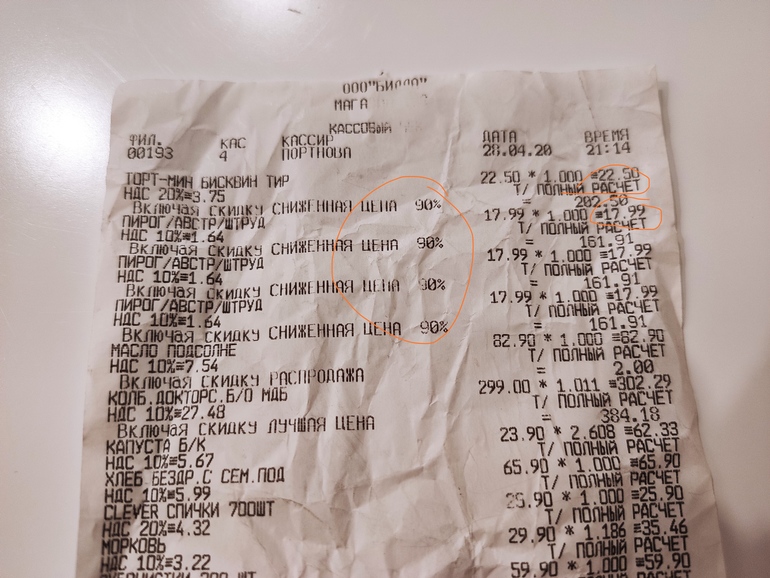 ООО"БИЛЛА"
МАГА
КАССОВЫЙ
ФИЛ. КАС КАССИР ДАТА ВРЕМЯ
00193 4 ПОРТНОВА 28.04.20 21:14
ТОРТ-МИН БИСКВИН ТИР 22.50 * 1.000 ≡22.50
НДС 20%≡3.75 Т/ ПОЛНЫЙ РАСЧЕТ
Включая скидку СНИЖЕННАЯ ЦЕНА 90% = 202.50
ПИРОГ/АВСТР/ШТРУД 17.99 * 1.000 ≡17.99
НДС 10%≡1.64 Т/ ПОЛНЫЙ РАСЧЕТ
Включая скидку СНИЖЕННАЯ ЦЕНА 90% = 161.91
ПИРОГ/АВСТР/ШТРУД 17.99 * 1.000 ≡17.99
НДС 10%≡1.64 Т/ ПОЛНЫЙ РАСЧЕТ
Включая скидку СНИЖЕННАЯ ЦЕНА 90% = 161.91
ПИРОГ/АВСТР/ШТРУД 17.99 * 1.000 ≡17.99
НДС 10%≡1.64 Т/ ПОЛНЫЙ РАСЧЕТ
Включая скидку СНИЖЕННАЯ ЦЕНА 90% = 161.91
МАСЛО ПОДСОЛНЕ 82.90 * 1.000 ≡82.90
НДС 10%≡7.54 Т/ ПОЛНЫЙ РАСЧЕТ
Включая скидку РАСПРОДАЖА = 2.00
КОЛБ.ДОКТОРС.Б/О МДБ 299.00 * 1.011 ≡302.29
НДС 10%≡27.48 Т/ ПОЛНЫЙ РАСЧЕТ
Включая скидку ЛУЧШАЯ ЦЕНА = 384.18
КАПУСТА Б/К 23.90 * 2.608 ≡62.33
НДС 10%≡5.67 Т/ ПОЛНЫЙ РАСЧЕТ
ХЛЕБ БЕЗДР.С СЕМ.ПОД 65.90 * 1.000 ≡65.90
НДС 10%≡5.99 Т/ ПОЛНЫЙ РАСЧЕТ
CLEVER СПИЧКИ 700ШТ 25.90 * 1.000 ≡25.90
НДС 20%≡4.32 Т/ ПОЛНЫЙ РАСЧЕТ
МОРКОВЬ 29.90 * 1.186 ≡35.46
НДС 10%≡3.22 Т/ ПОЛНЫЙ РАСЧЕТ
59.90 * 1.000 ≡59.90